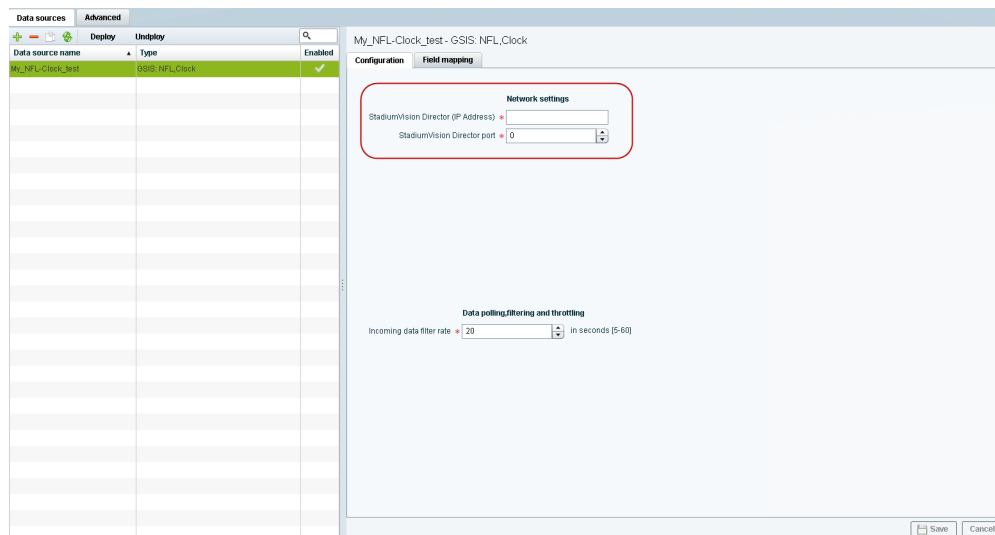 Data sources Advanced
Deploy Undploy
Data source name Type Enabled
My_NFL-Clock_test GSIS: NFL,Clock
My_NFL-Clock_test - GSIS: NFL,Clock
Configuration Field mapping
Network settings
StadiumVision Director (IP Address) *
StadiumVision Director port * 0
Data polling,filtering and throttling
Incoming data filter rate * 20 in seconds [5-60]
Save Cancel